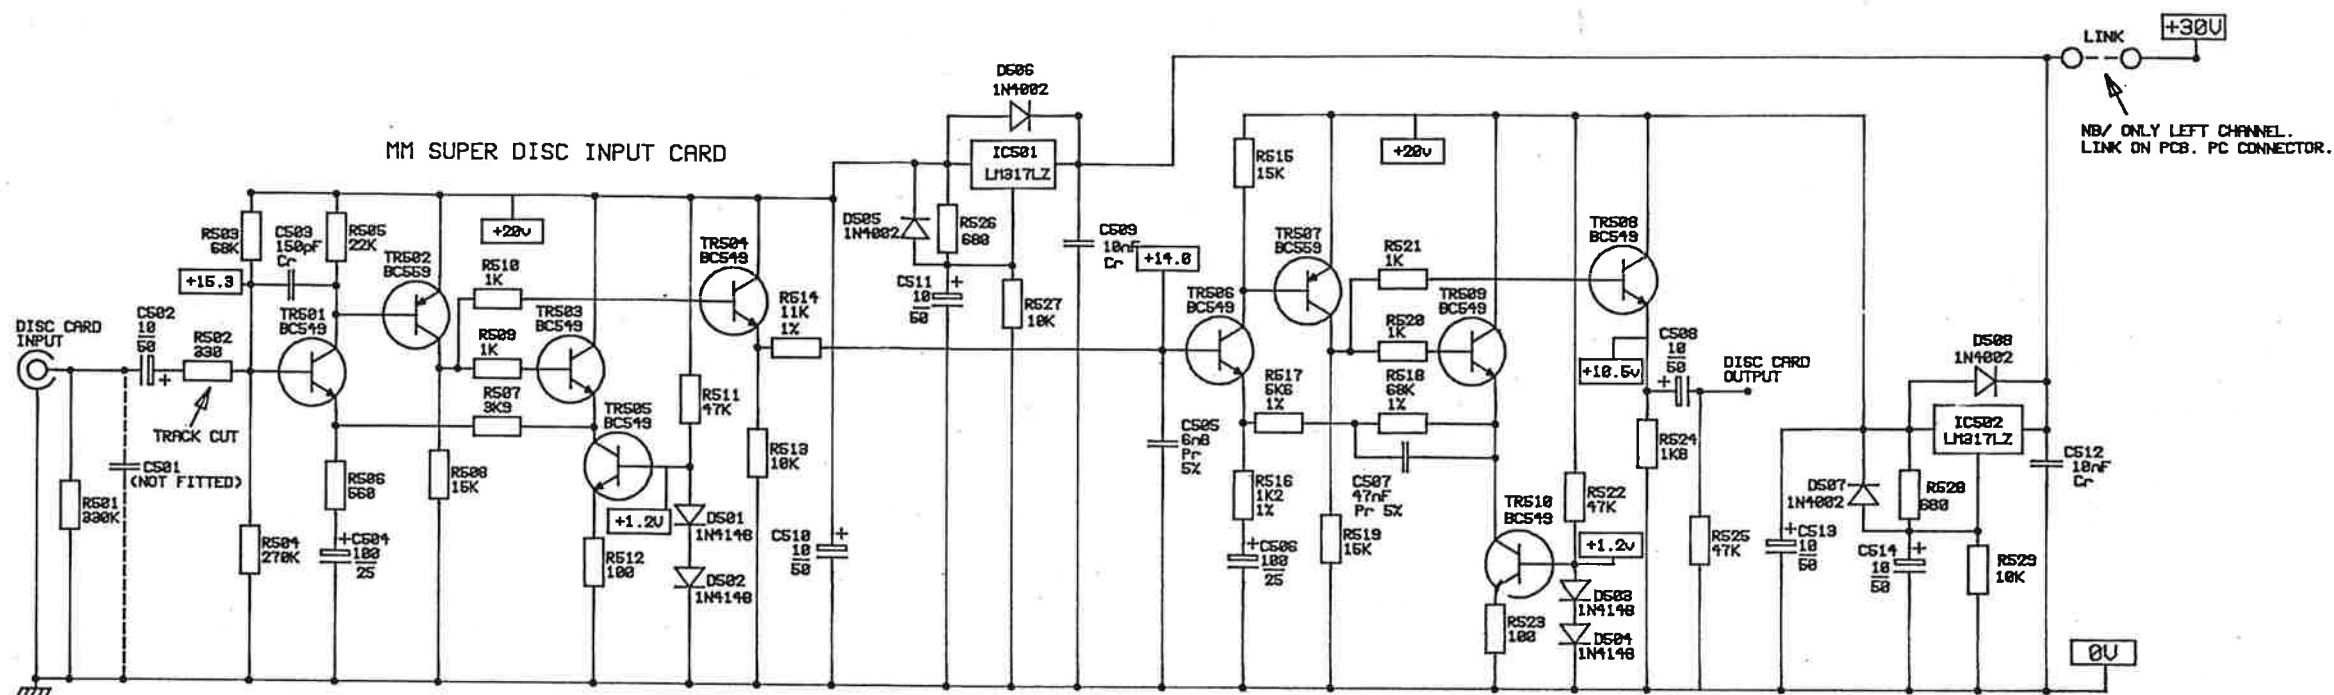 MM SUPER DISC INPUT CARD
DISC CARD
INPUT
R501
330K
C501
(NOT FITTED)
C502
10
50
+
R502
330
TRACK CUT
R503
68K
+15.3
C503
150pF
Cr
R504
270K
R505
22K
TR501
BC549
R506
560
+
C504
100
25
TR502
BC559
R507
3K9
R508
15K
+20v
R510
1K
R509
1K
TR503
BC549
TR505
BC549
+1.2V
R512
100
R511
47K
D501
1N4148
D502
1N4148
TR504
BC549
R514
11K
1%
R513
10K
C510
10
50
+
D505
1N4002
R526
680
C511
10
50
+
D506
1N4002
IC501
LM317LZ
R527
10K
C509
10nF
Cr
+14.0
C505
6n8
Pr
5%
TR506
BC549
R515
15K
R517
5K6
1%
R516
1K2
1%
+
C506
100
25
TR507
BC559
R519
15K
+20v
R521
1K
R520
1K
R518
68K
1%
C507
47nF
Pr 5%
TR509
BC549
TR510
BC549
R523
100
R522
47K
+1.2v
D503
1N4148
D504
1N4148
TR508
BC549
+10.5v
R524
1K8
C508
10
50
+
DISC CARD
OUTPUT
R525
47K
C513
10
50
+
D507
1N4002
R528
680
C514
10
50
+
D508
1N4002
IC502
LM317LZ
R529
10K
C512
10nF
Cr
LINK
+30V
NB/ ONLY LEFT CHANNEL.
LINK ON PCB. PC CONNECTOR.
0V